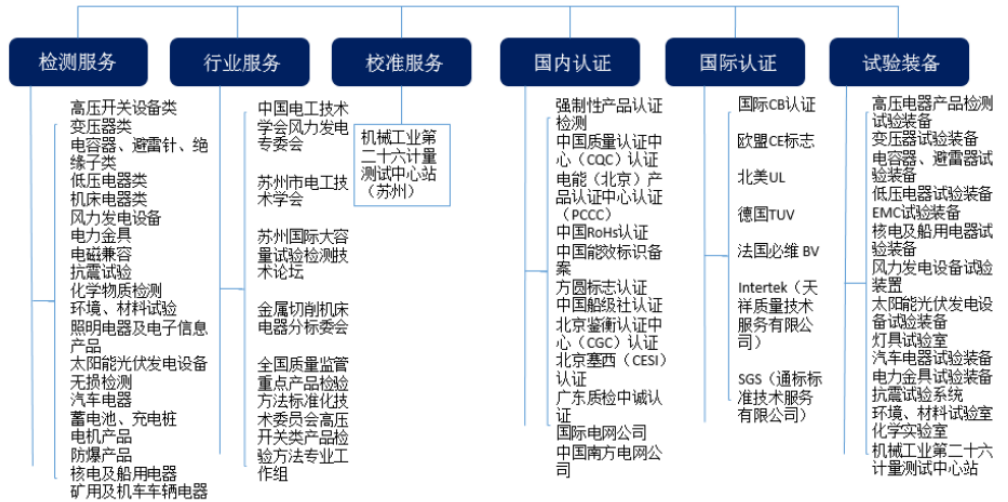 检测服务
高压开关设备类
变压器类
电容器、避雷针、绝
缘子类
低压电器类
机床电器类
风力发电设备
电力金具
电磁兼容
抗震试验
化学物质检测
环境、材料试验
照明电器及电子信息
产品
太阳能光伏发电设备
无损检测
汽车电器
蓄电池、充电桩
电机产品
防爆产品
核电及船用电器
矿用及机车车辆电器
行业服务
中国电工技术
学会风力发电
专委会
苏州市电工技
术学会
苏州国际大容
量试验检测技
术论坛
金属切削机床
电器分标委会
全国质量监管
重点产品检验
方法标准化技
术委员会高压
开关类产品检
验方法专业工
作组
校准服务
机械工业第
二十六计量
测试中心站
（苏州）
国内认证
强制性产品认证
检测
中国质量认证中
心（CQC）认证
电能（北京）产
品认证中心认证
（PCCC）
中国RoHs认证
中国能效标识备
案
方圆标志认证
中国船级社认证
北京鉴衡认证中
心（CGC）认证
北京塞西（CESI）
认证
广东质检中诚认
证
国际电网公司
中国南方电网公
司
国际认证
国际CB认证
欧盟CE标志
北美UL
德国TUV
法国必维 BV
Intertek（天
祥质量技术
服务有限公
司）
SGS（通标标
准技术服务
有限公司）
试验装备
高压电器产品检测
试验装备
变压器试验装备
电容器、避雷器试
验装备
低压电器试验装备
EMC试验装备
核电及船用电器试
验装备
风力发电设备试验
装置
太阳能光伏发电设
备试验装备
灯具试验室
汽车电器试验装备
电力金具试验装备
抗震试验系统
环境、材料试验室
化学实验室
机械工业第二十六
计量测试中心站